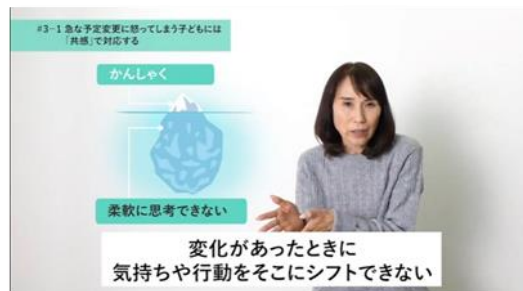 #3-1 急な予定変更に怒ってしまう子どもには
「共感」で対応する
かんしゃく
柔軟に思考できない
変化があったときに
気持ちや行動をそこにシフトできない